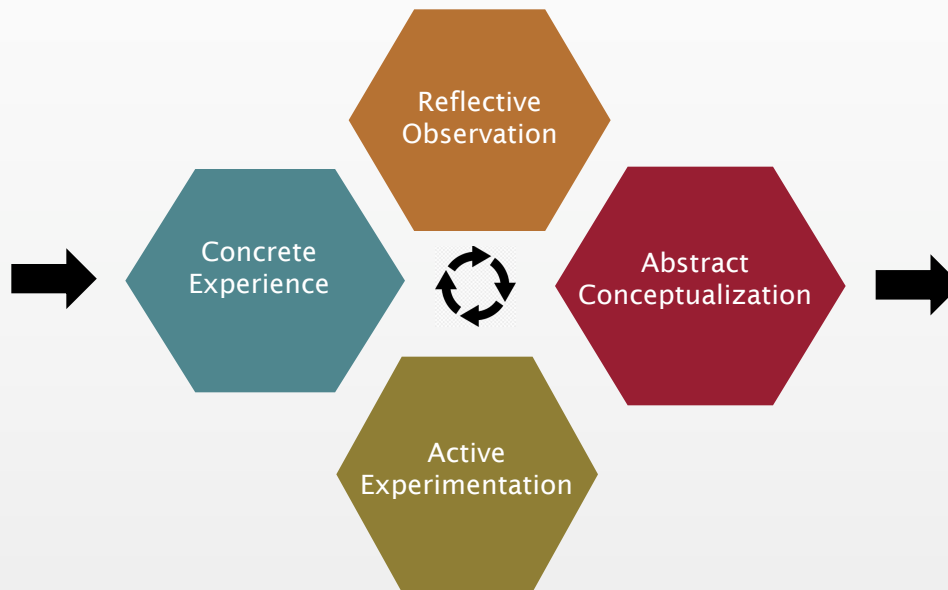 Reflective
Observation
Concrete
Experience
Abstract
Conceptualization
Active
Experimentation